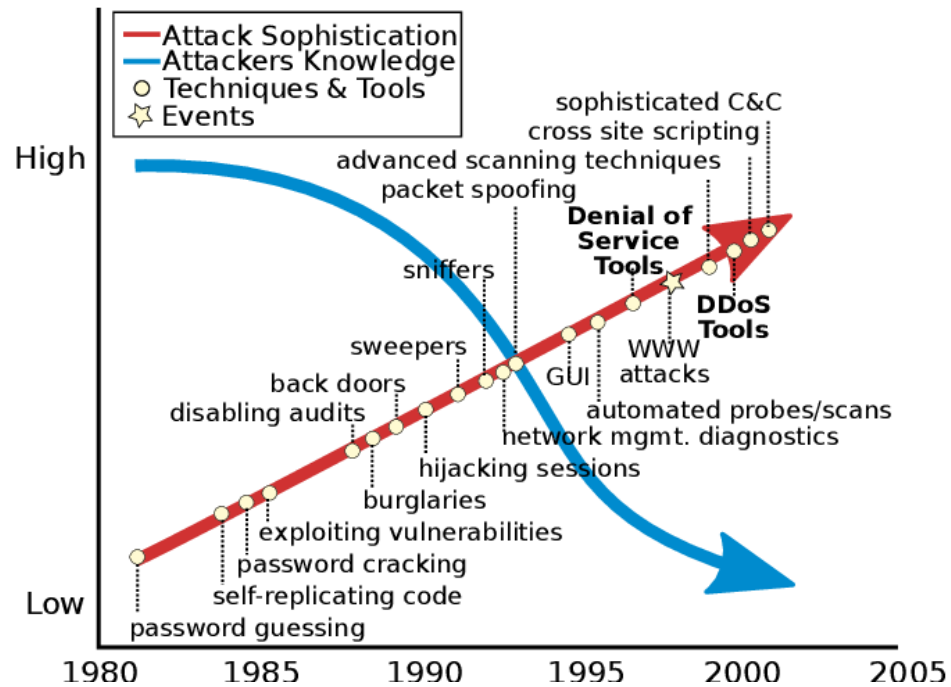 Attack Sophistication
Attackers Knowledge
Techniques & Tools
Events
sophisticated C&C
cross site scripting
High
advanced scanning techniques
packet spoofing
Denial of
Service
Tools
sniffers
DDoS
Tools
sweepers
WWW
attacks
GUI
back doors
disabling audits
automated probes/scans
network mgmt. diagnostics
hijacking sessions
burglaries
exploiting vulnerabilities
password cracking
self-replicating code
Low
password guessing
1980 1985 1990 1995 2000 2005